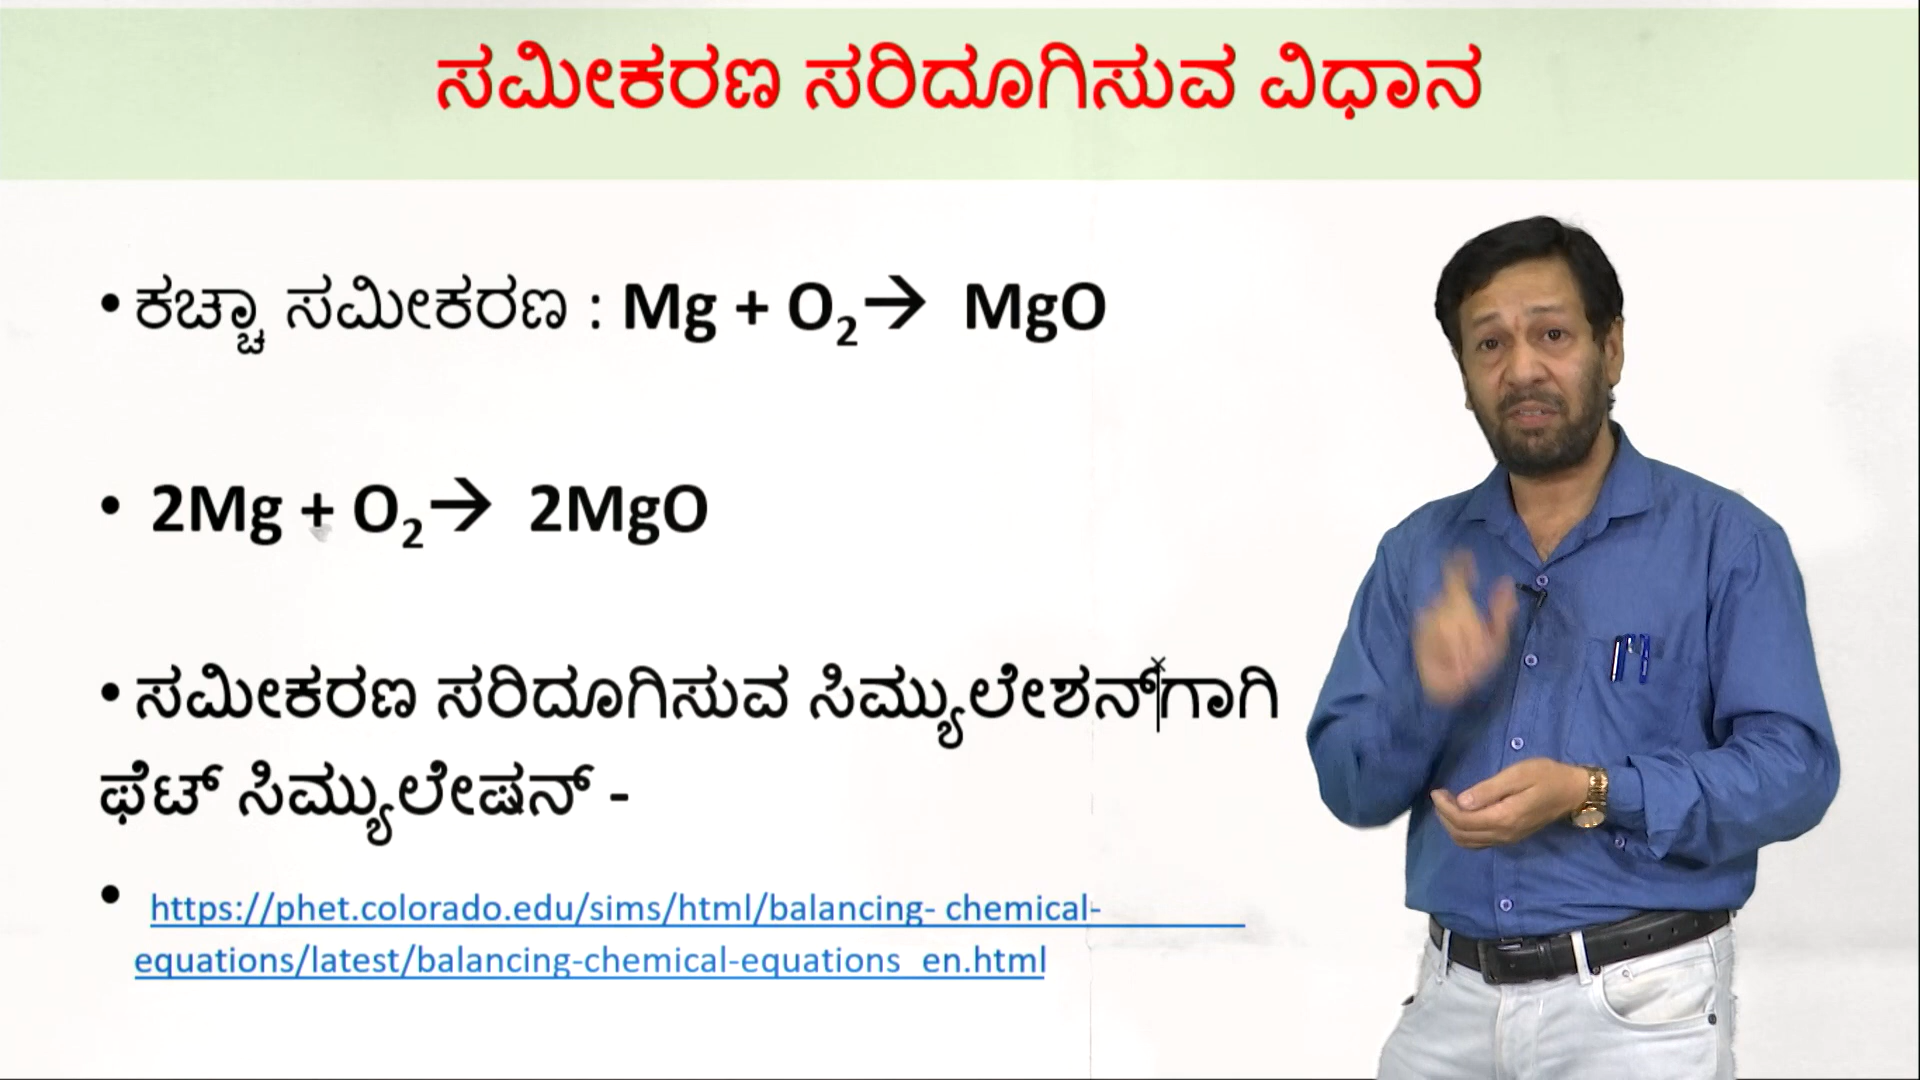 ಸಮೀಕರಣ ಸರಿದೂಗಿಸುವ ವಿಧಾನ
• ಕಚ್ಚಾ ಸಮೀಕರಣ : Mg + O₂→ MgO
• 2Mg + O₂→ 2MgO
• ಸಮೀಕರಣ ಸರಿದೂಗಿಸುವ ಸಿಮ್ಯುಲೇಶನ್‌ಗಾಗಿ
ಫೆಟ್ ಸಿಮ್ಯುಲೇಷನ್ -
• https://phet.colorado.edu/sims/html/balancing- chemical-
equations/latest/balancing-chemical-equations_en.html